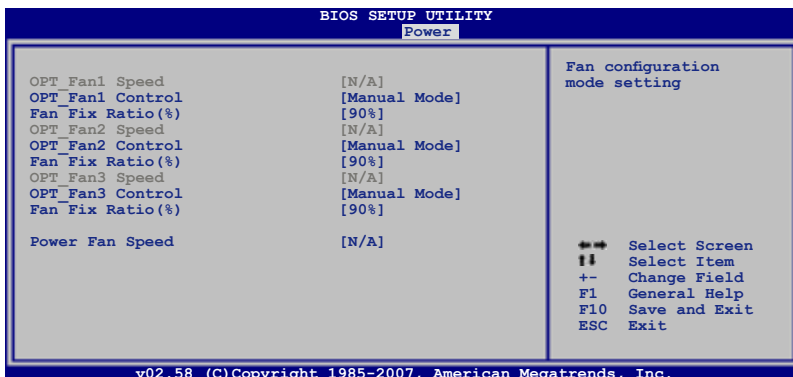 BIOS SETUP UTILITY
Power
OPT_Fan1 Speed [N/A]
OPT_Fan1 Control [Manual Mode]
Fan Fix Ratio(%) [90%]
OPT_Fan2 Speed [N/A]
OPT_Fan2 Control [Manual Mode]
Fan Fix Ratio(%) [90%]
OPT_Fan3 Speed [N/A]
OPT_Fan3 Control [Manual Mode]
Fan Fix Ratio(%) [90%]
Power Fan Speed [N/A]
Fan configuration
mode setting
Select Screen
Select Item
+- Change Field
F1 General Help
F10 Save and Exit
ESC Exit
v02.58 (C)Copyright 1985-2007, American Megatrends, Inc.